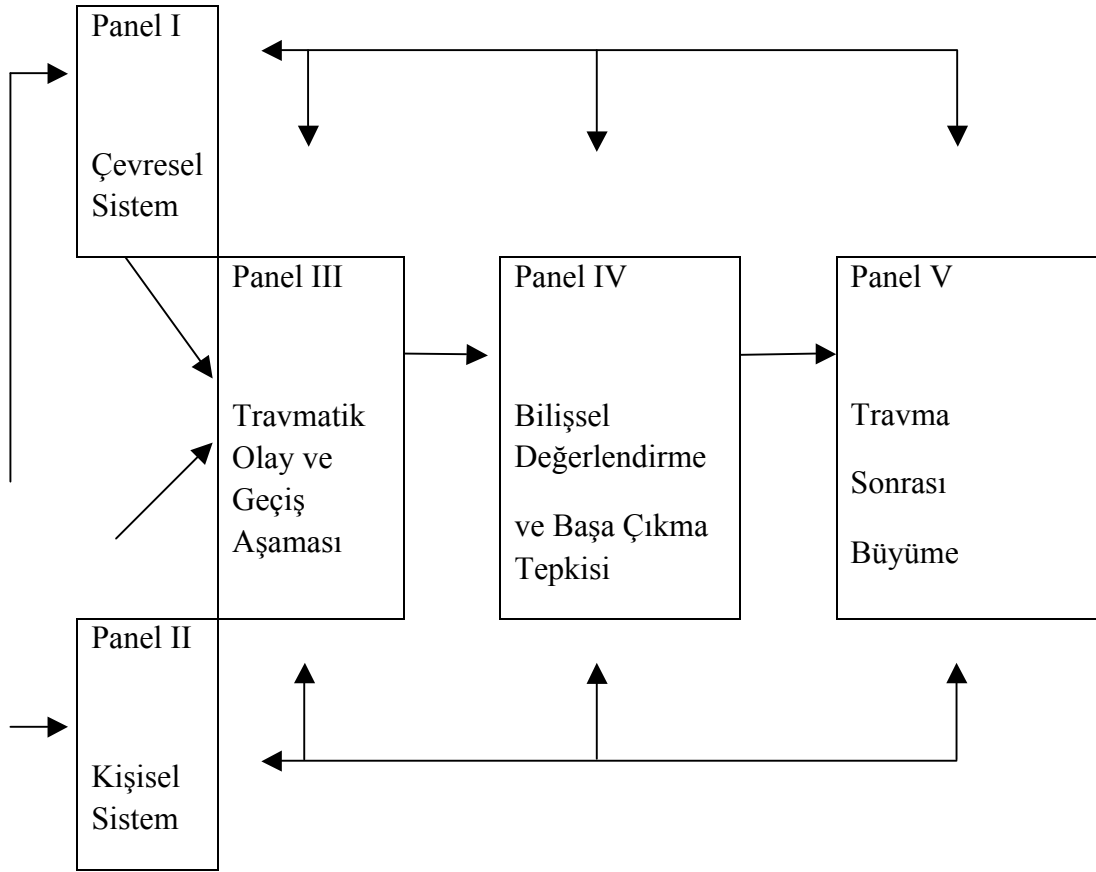 Panel I
Çevresel
Sistem
Panel II
Kişisel
Sistem
Panel III
Travmatik
Olay ve
Geçiş
Aşaması
Panel IV
Bilişsel
Değerlendirme
ve Başa Çıkma
Tepkisi
Panel V
Travma
Sonrası
Büyüme